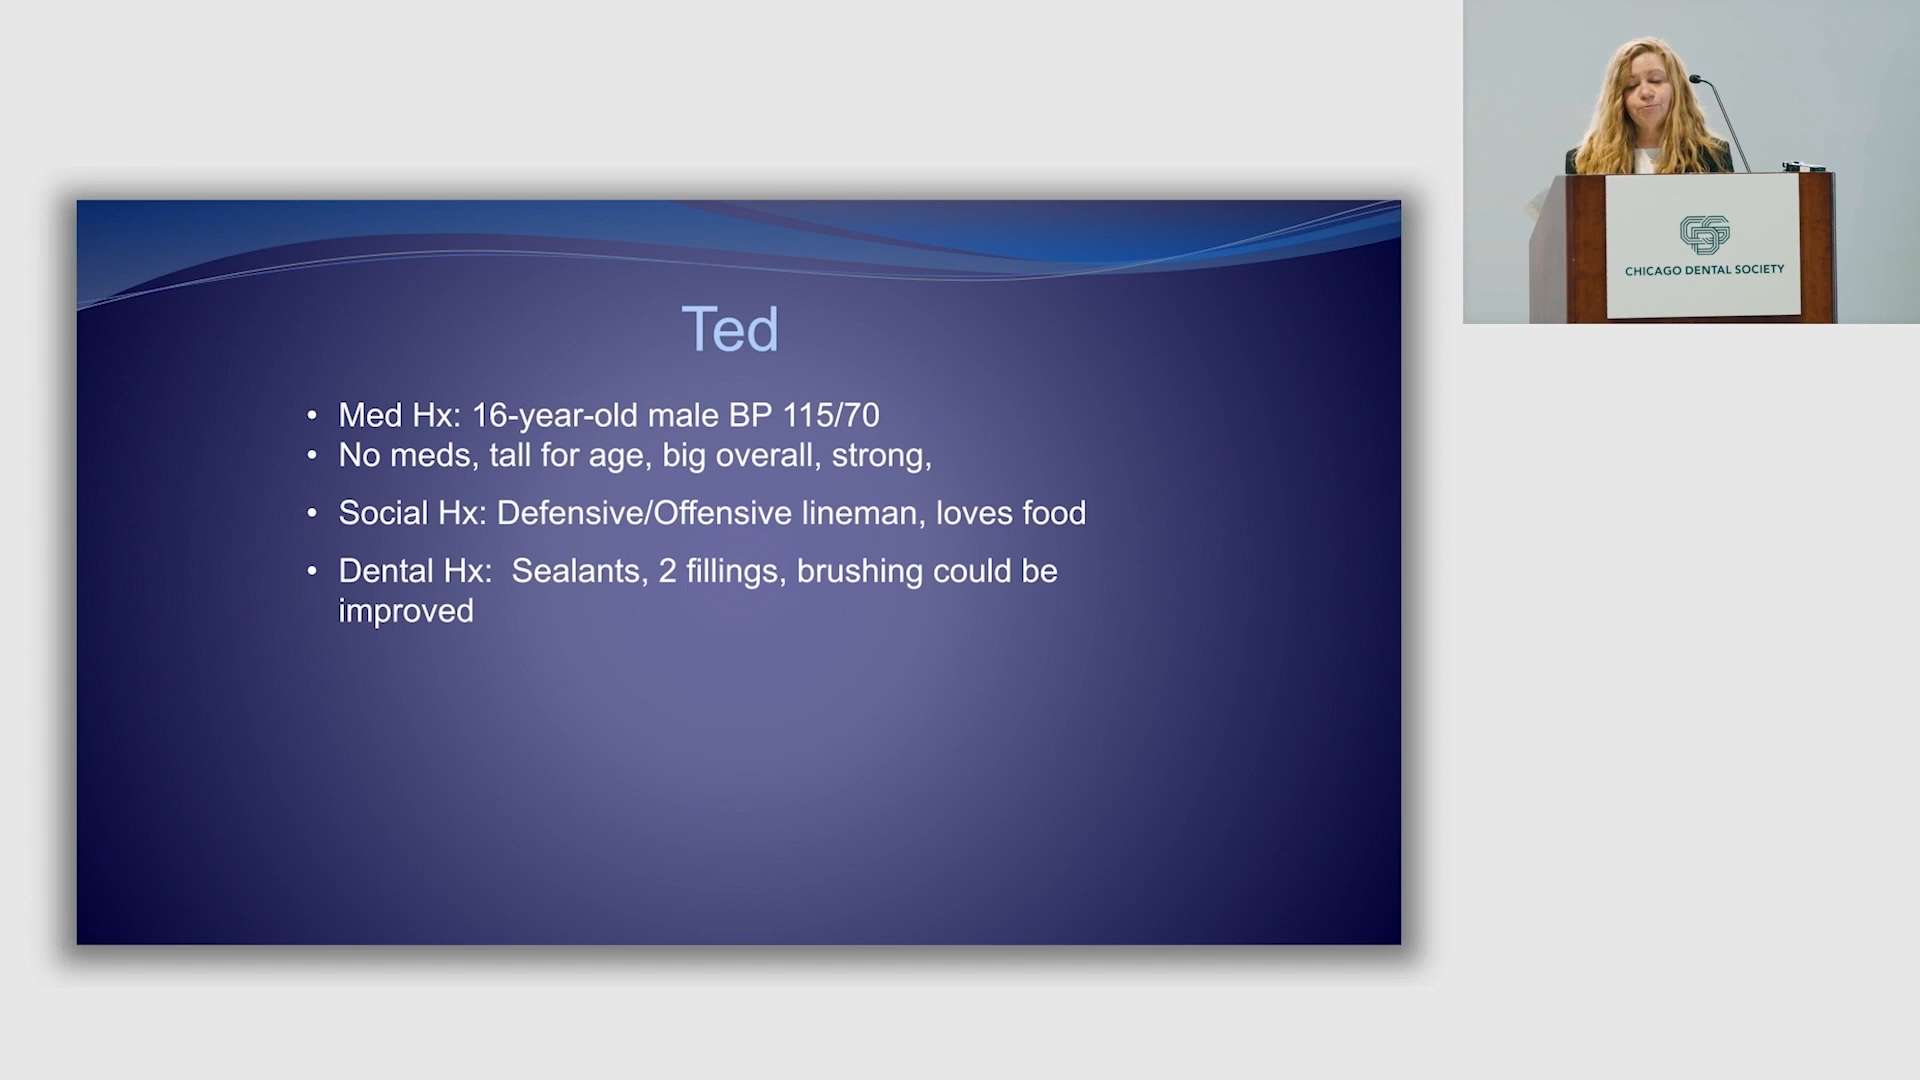 Ted
• Med Hx: 16-year-old male BP 115/70
• No meds, tall for age, big overall, strong,
• Social Hx: Defensive/Offensive lineman, loves food
• Dental Hx:  Sealants, 2 fillings, brushing could be
improved
CDS
CHICAGO DENTAL SOCIETY